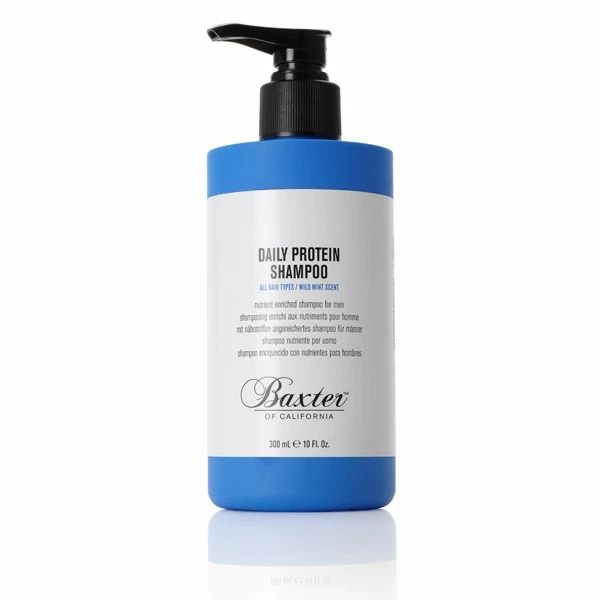 DAILY PROTEIN
SHAMPOO
ALL HAIR TYPES / MILD MINT SCENT
nutrient enriched shampoo for men
shampooing enrichi aux nutriments pour homme
mit nährstoffen angereichertes shampoo für männer
shampoo nutriente per uomo
shampoo enriquecido con nutrientes para hombres
Baxter™
OF CALIFORNIA
300 mL ℮ 10 Fl. Oz.